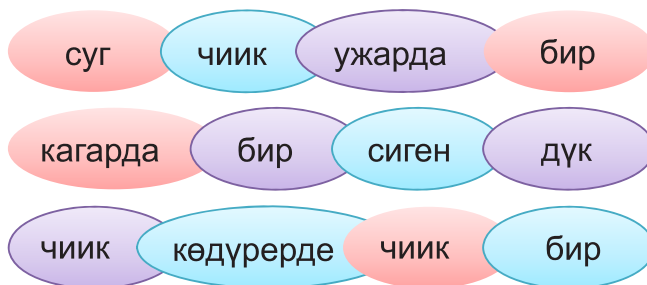 суг чиик ужарда бир
кагарда бир сиген дүк
чиик көдүрерде чиик бир